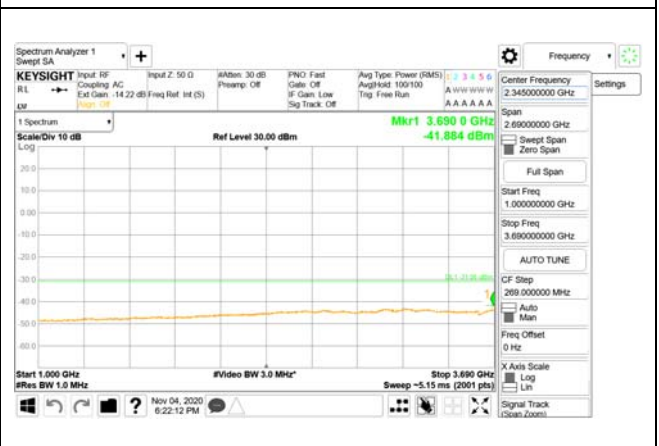 Spectrum Analyzer 1
Swept SA
Frequency
KEYSIGHT
RL
Input: RF
Coupling: AC
Ext Gain: -14.22 dB
Align: Off
Input Z: 50 Ω
Freq Ref: Int (S)
#Atten: 30 dB
Preamp: Off
PNO: Fast
Gate: Off
IF Gain: Low
Sig Track: Off
Avg Type: Power (RMS)
Avg|Hold: 100/100
Trig: Free Run
1 2 3 4 5 6
A W W W W W
A A A A A A
Center Frequency
2.345000000 GHz
Settings
1 Spectrum
Scale/Div 10 dB
Ref Level 30.00 dBm
Mkr1 3.690 0 GHz
-41.884 dBm
Log
20.0
10.0
0.00
-10.0
-20.0
-30.0
-40.0
-50.0
-60.0
1
Span
2.69000000 GHz
Swept Span
Zero Span
Full Span
Start Freq
1.000000000 GHz
Stop Freq
3.690000000 GHz
AUTO TUNE
CF Step
269.000000 MHz
Auto
Man
Freq Offset
0 Hz
X Axis Scale
Log
Lin
Signal Track
(Span Zoom)
Start 1.000 GHz
#Video BW 3.0 MHz*
Stop 3.690 GHz
#Res BW 1.0 MHz
Sweep ~5.15 ms (2001 pts)
Nov 04, 2020
6:22:12 PM